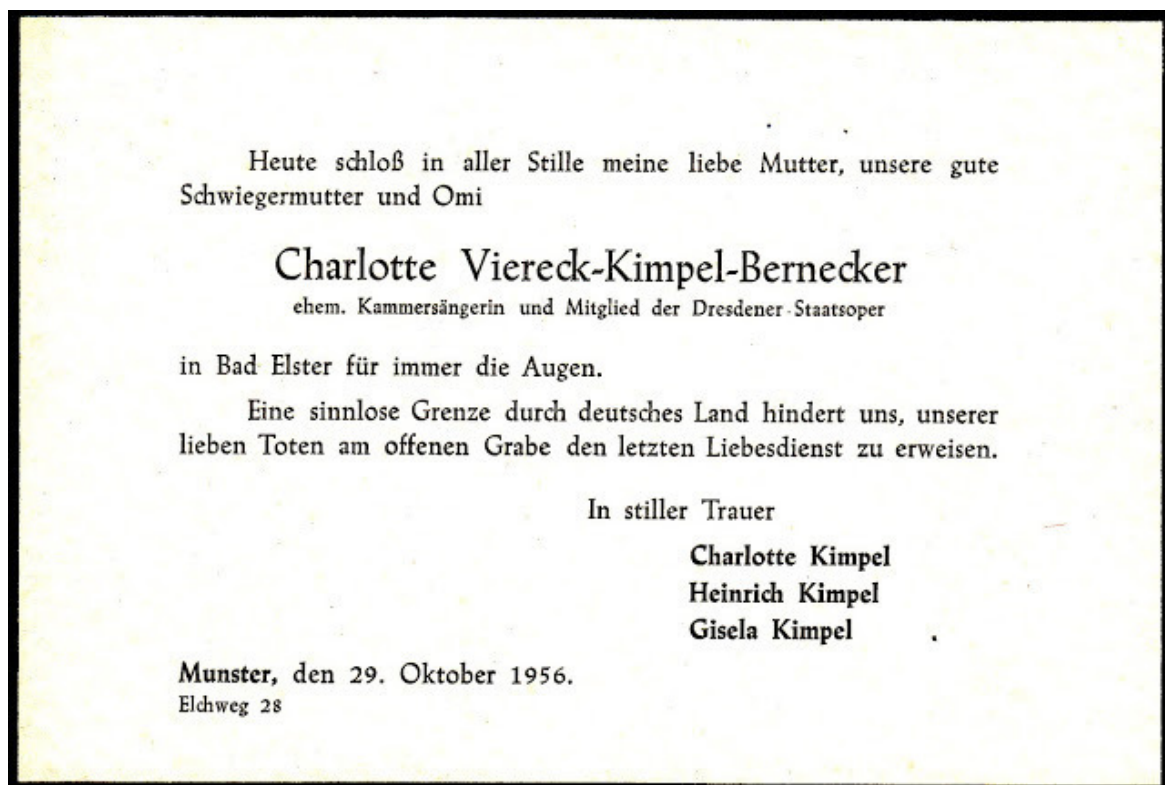 Heute schloß in aller Stille meine liebe Mutter, unsere gute
Schwiegermutter und Omi
Charlotte Viereck-Kimpel-Bernecker
ehem. Kammersängerin und Mitglied der Dresdener Staatsoper
in Bad Elster für immer die Augen.
Eine sinnlose Grenze durch deutsches Land hindert uns, unserer
lieben Toten am offenen Grabe den letzten Liebesdienst zu erweisen.
In stiller Trauer
Charlotte Kimpel
Heinrich Kimpel
Gisela Kimpel
Munster, den 29. Oktober 1956.
Elchweg 28